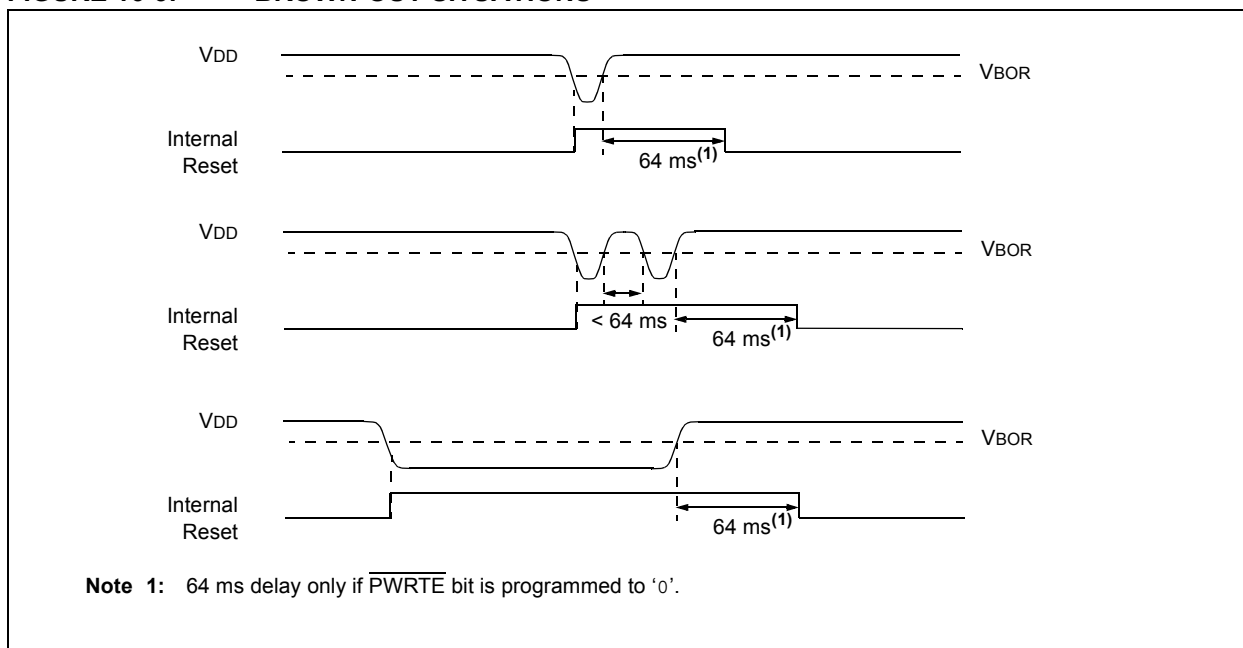 VDD
VBOR
Internal
Reset
64 ms(1)
VDD
VBOR
Internal
Reset
< 64 ms
64 ms(1)
VDD
VBOR
Internal
Reset
64 ms(1)
Note 1: 64 ms delay only if PWRTE bit is programmed to ‘0’.